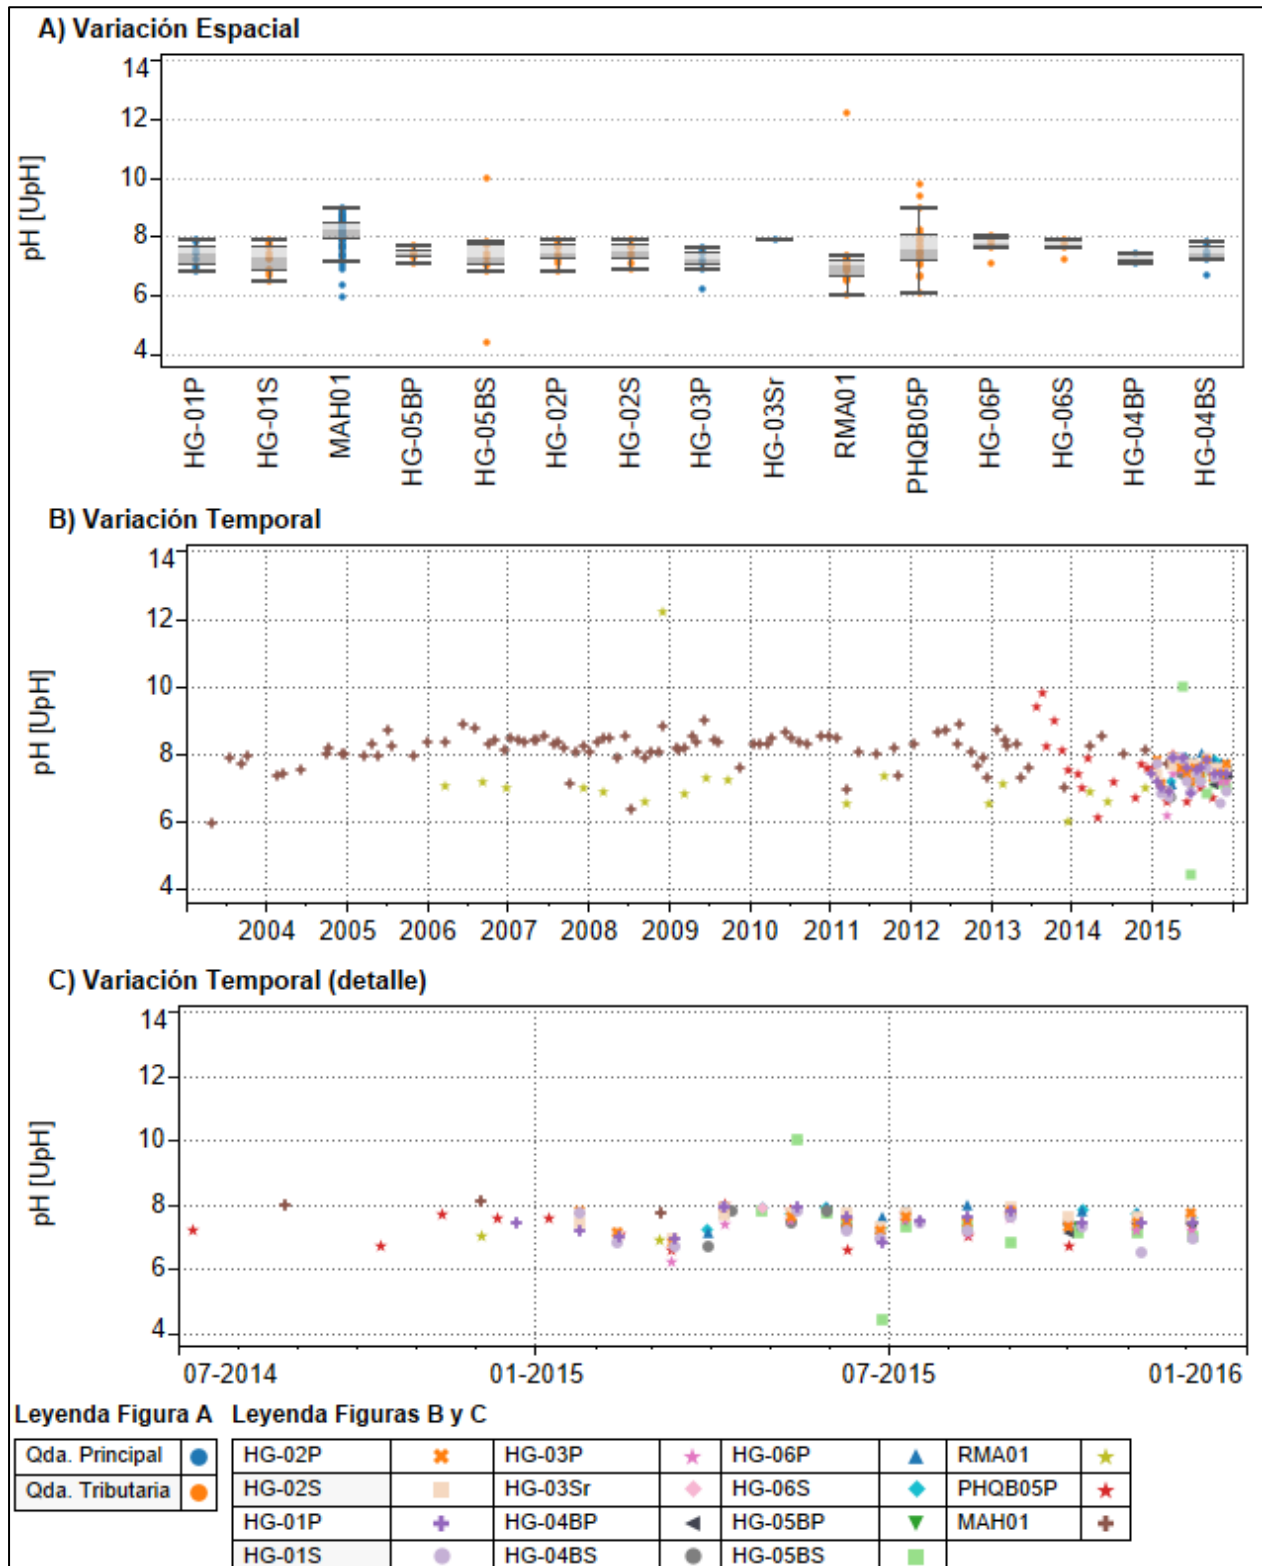 A) Variación Espacial
pH [UpH]
14
12
10
8
6
4
HG-01P
HG-01S
MAH01
HG-05BP
HG-05BS
HG-02P
HG-02S
HG-03P
HG-03Sr
RMA01
PHQB05P
HG-06P
HG-06S
HG-04BP
HG-04BS
B) Variación Temporal
pH [UpH]
14
12
10
8
6
4
2004 2005 2006 2007 2008 2009 2010 2011 2012 2013 2014 2015
C) Variación Temporal (detalle)
pH [UpH]
14
12
10
8
6
4
07-2014 01-2015 07-2015 01-2016
Leyenda Figura A Leyenda Figuras B y C
Qda. Principal HG-02P HG-03P HG-06P RMA01
Qda. Tributaria HG-02S HG-03Sr HG-06S PHQB05P
HG-01P HG-04BP HG-05BP MAH01
HG-01S HG-04BS HG-05BS